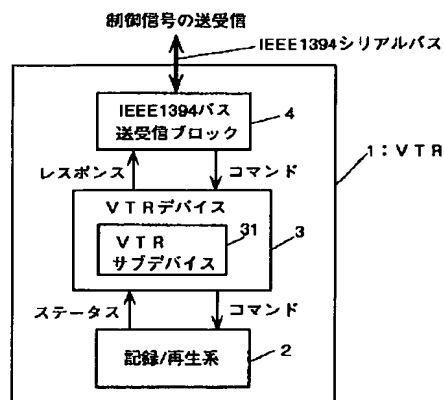 制御信号の送受信
IEEE1394シリアルバス
IEEE1394バス
送受信ブロック
4
1：VTR
レスポンス
コマンド
VTRデバイス
31
VTR
サブデバイス
3
ステータス
コマンド
記録/再生系
2